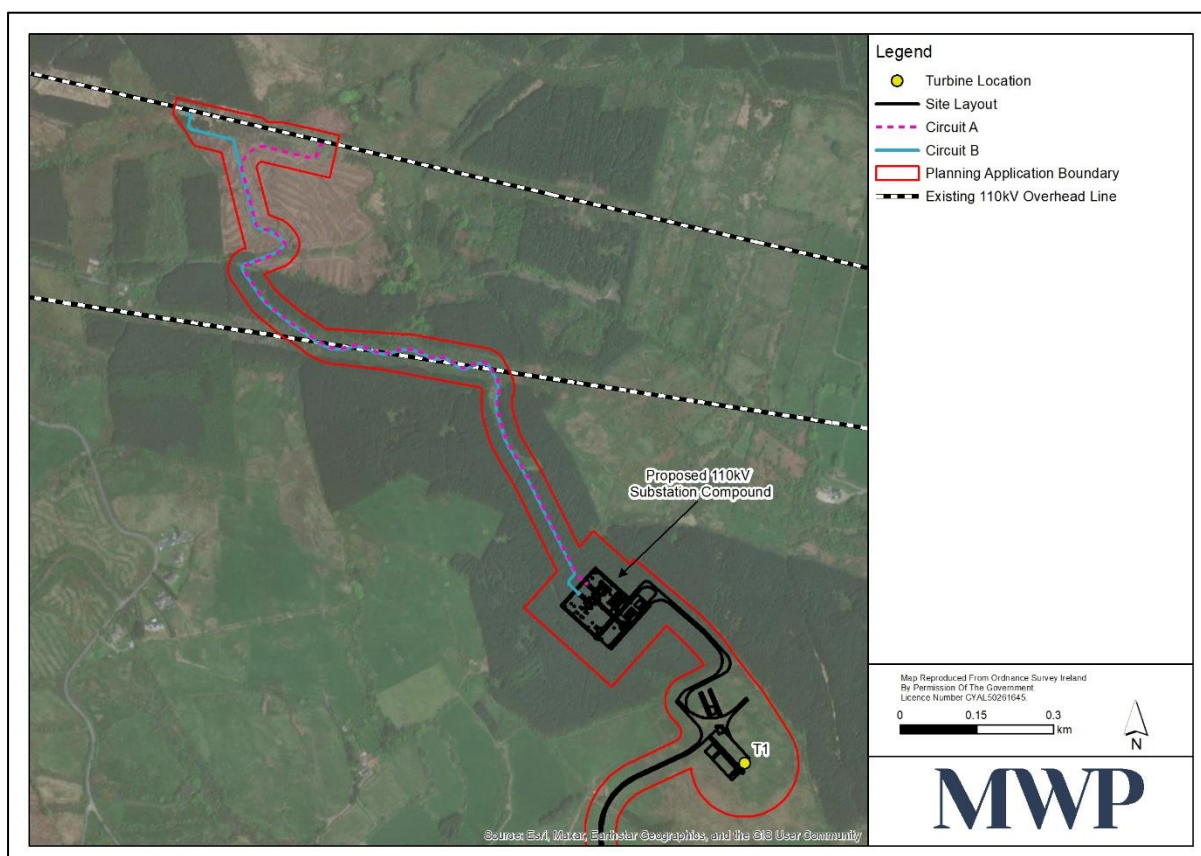 Legend
Turbine Location
Site Layout
Circuit A
Circuit B
Planning Application Boundary
Existing 110kV Overhead Line
Proposed 110kV
Substation Compound
T1
Source: Esri, Maxar, Earthstar Geographics, and the GIS User Community
Map Reproduced From Ordnance Survey Ireland
By Permission Of The Government.
Licence Number CYAL50261645.
0 0.15 0.3
km
N
MWP